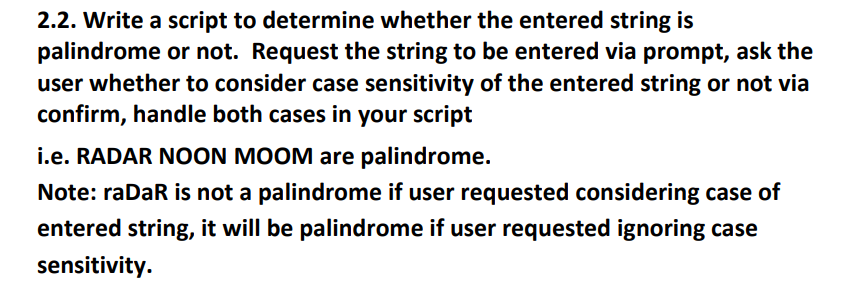 2.2. Write a script to determine whether the entered string is
palindrome or not.  Request the string to be entered via prompt, ask the
user whether to consider case sensitivity of the entered string or not via
confirm, handle both cases in your script
i.e. RADAR NOON MOOM are palindrome.
Note: raDaR is not a palindrome if user requested considering case of
entered string, it will be palindrome if user requested ignoring case
sensitivity.